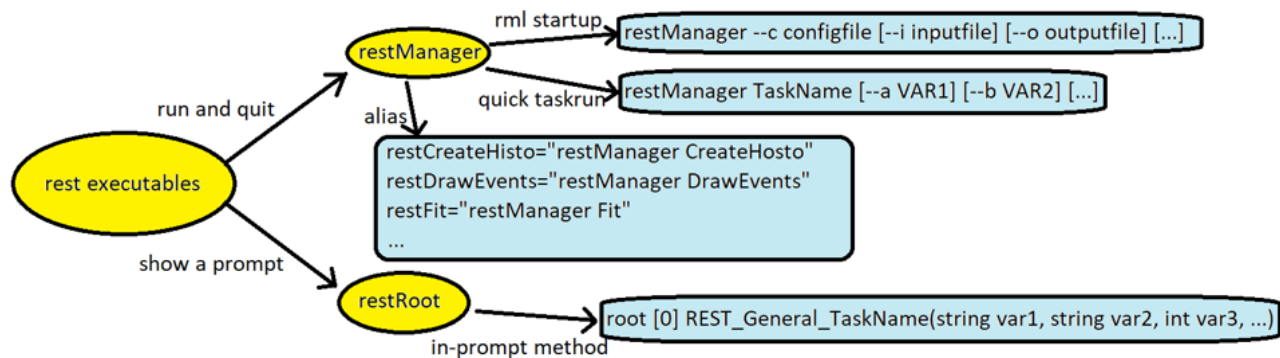 rml startup
restManager --c configfile [--i inputfile] [--o outputfile] [...]
restManager
run and quit
quick taskrun
restManager TaskName [--a VAR1] [--b VAR2] [...]
alias
restCreateHisto="restManager CreateHosto"
restDrawEvents="restManager DrawEvents"
restFit="restManager Fit"
...
rest executables
show a prompt
restRoot
in-prompt method
root [0] REST_General_TaskName(string var1, string var2, int var3, ...)